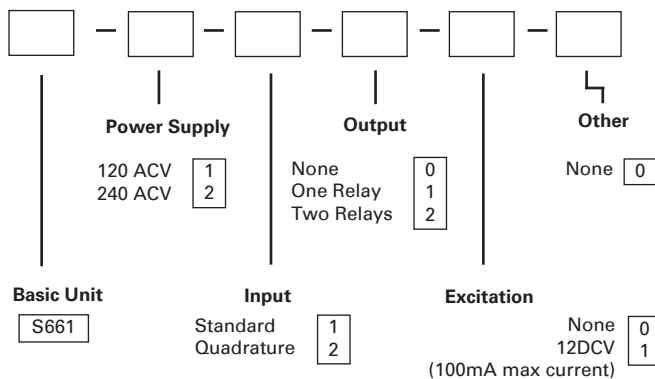 Power Supply
120 ACV 1
240 ACV 2
Output
None 0
One Relay 1
Two Relays 2
Other
None 0
Basic Unit
S661
Input
Standard 1
Quadrature 2
Excitation
None 0
12DCV 1
(100mA max current)